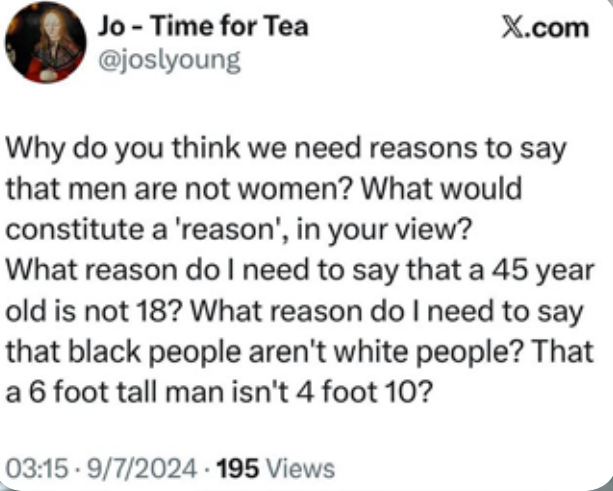 Jo - Time for Tea
X.com
@joslyoung
Why do you think we need reasons to say
that men are not women? What would
constitute a 'reason', in your view?
What reason do I need to say that a 45 year
old is not 18? What reason do I need to say
that black people aren't white people? That
a 6 foot tall man isn't 4 foot 10?
03:15 · 9/7/2024 · 195 Views